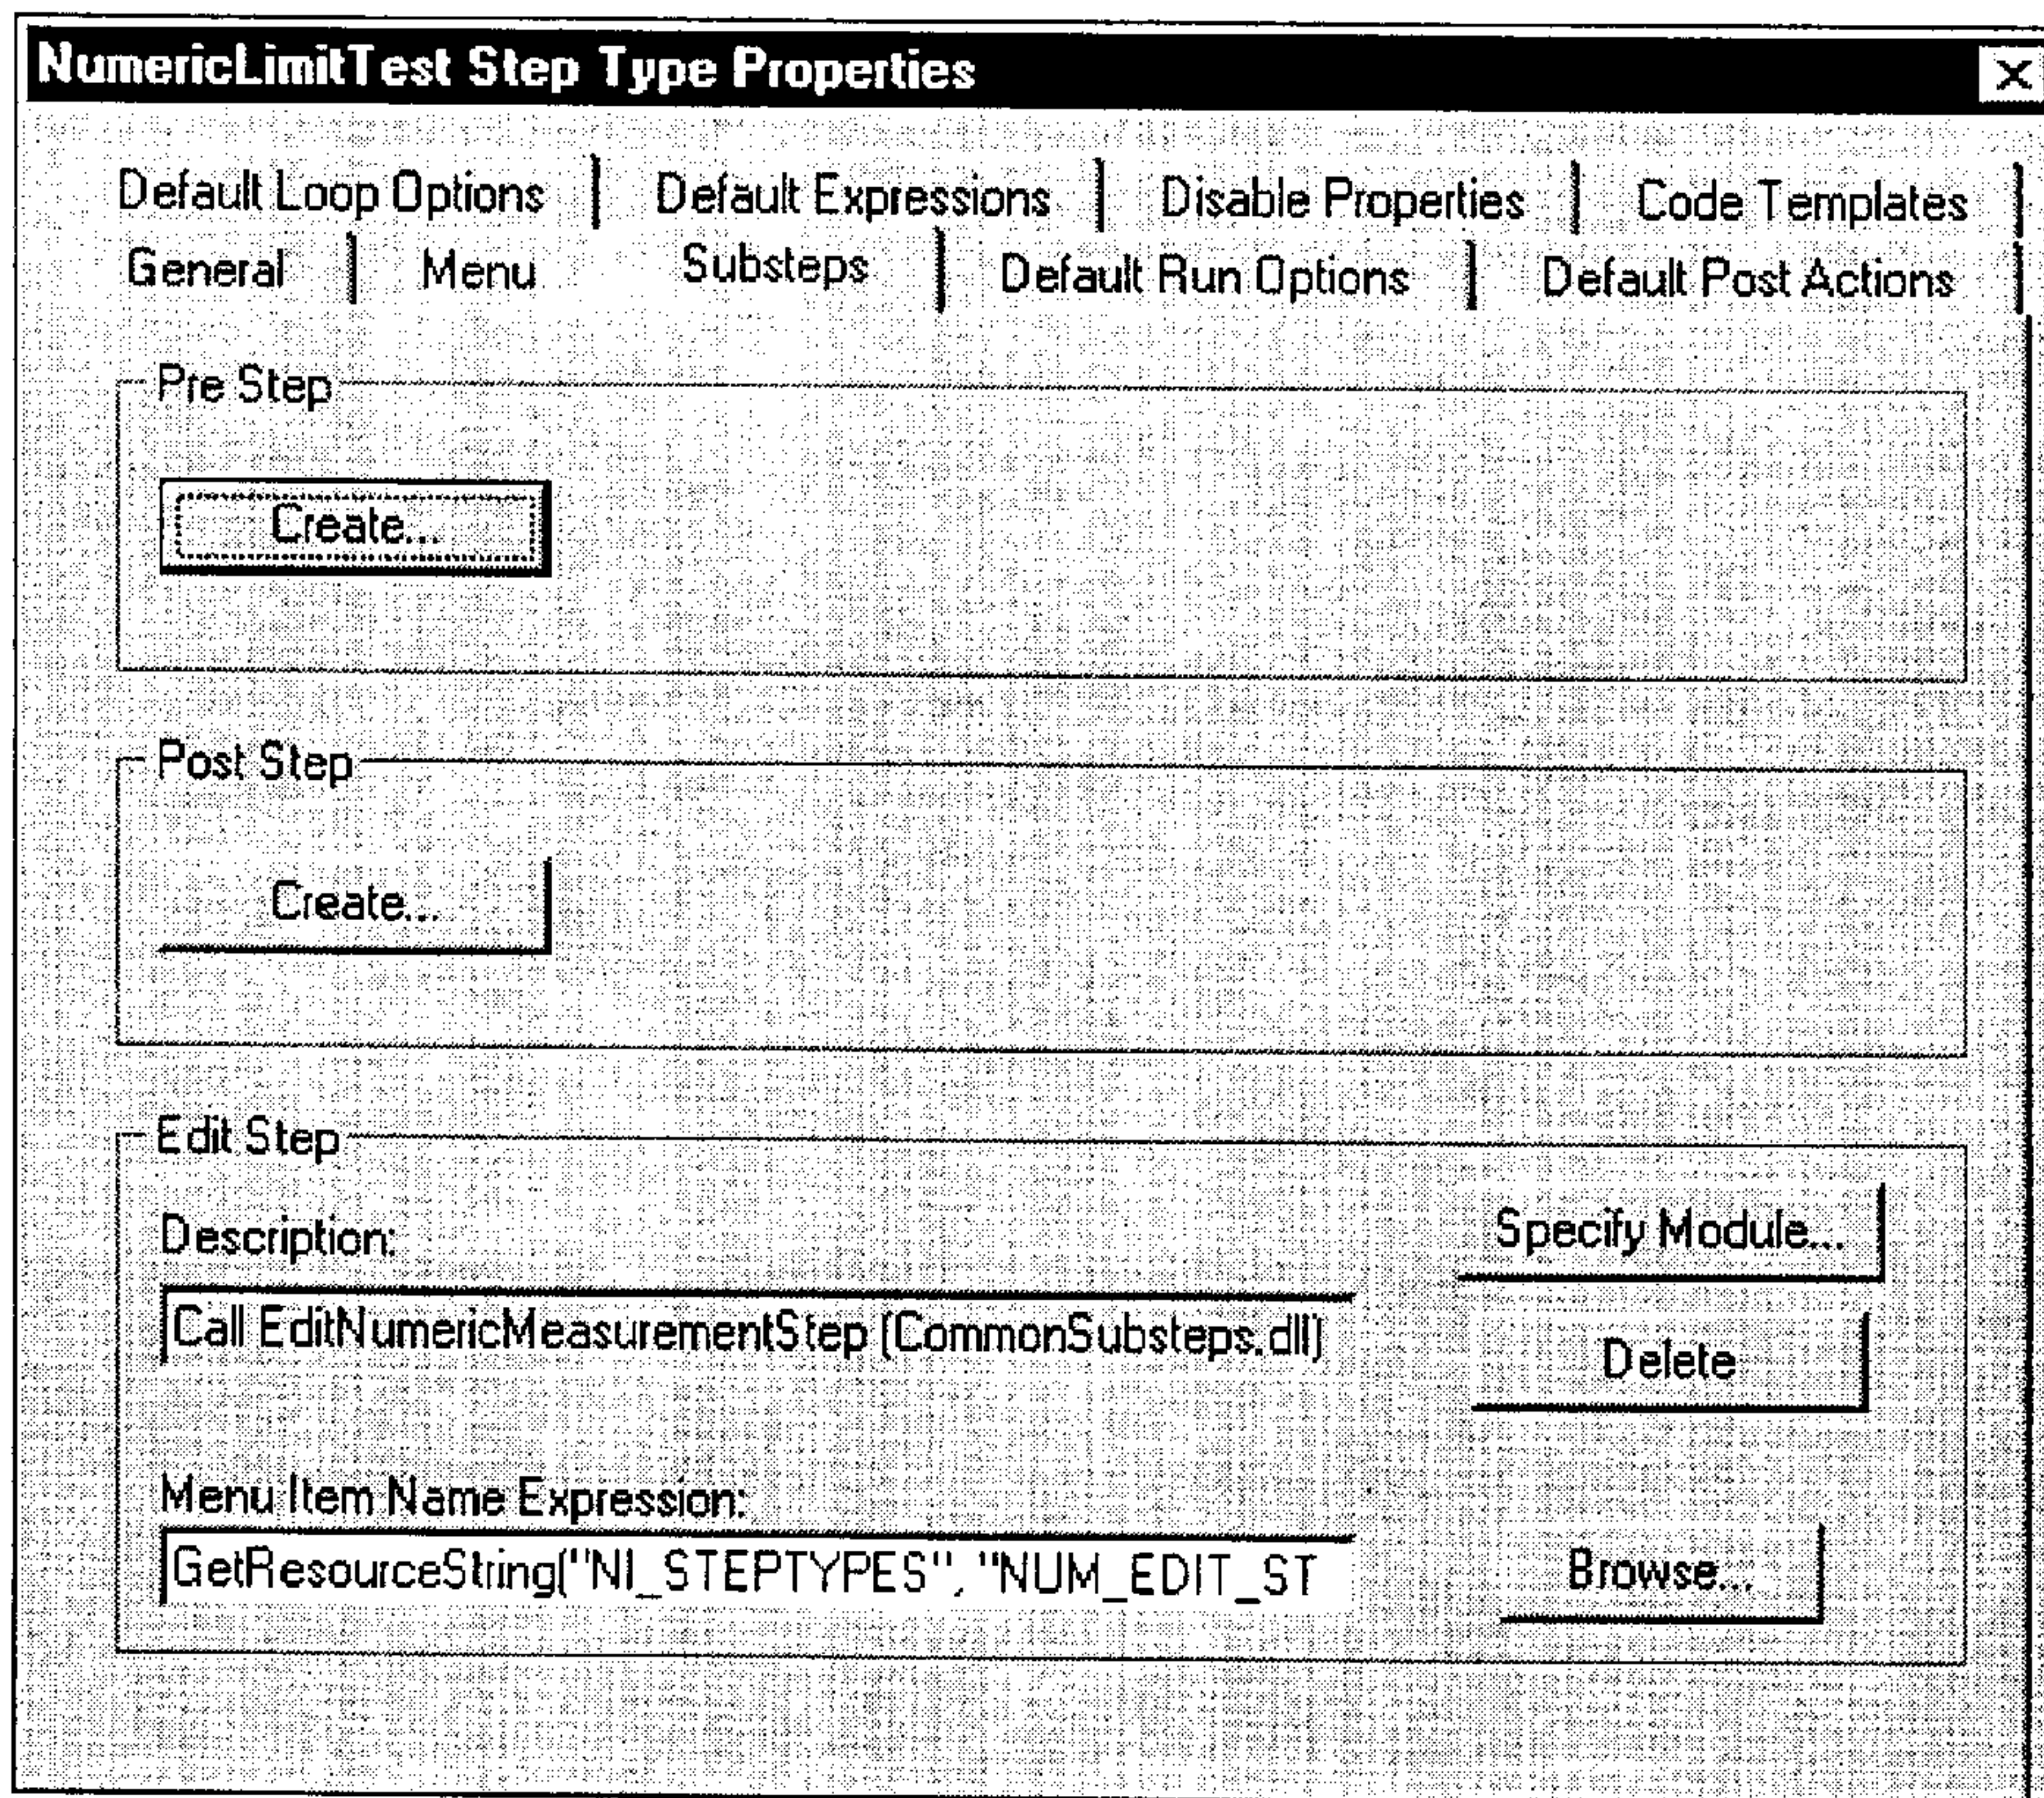 NumericLimitTest Step Type Properties
Default Loop Options Default Expressions Disable Properties Code Templates
General Menu Substeps Default Run Options Default Post Actions
Pre Step
Create...
Post Step
Create...
Edit Step
Description:
Specify Module...
Call EditNumericMeasurementStep (CommonSubsteps.dll)
Delete
Menu Item Name Expression:
GetResourceString("NI_STEPTYPES", "NUM_EDIT_ST
Browse...